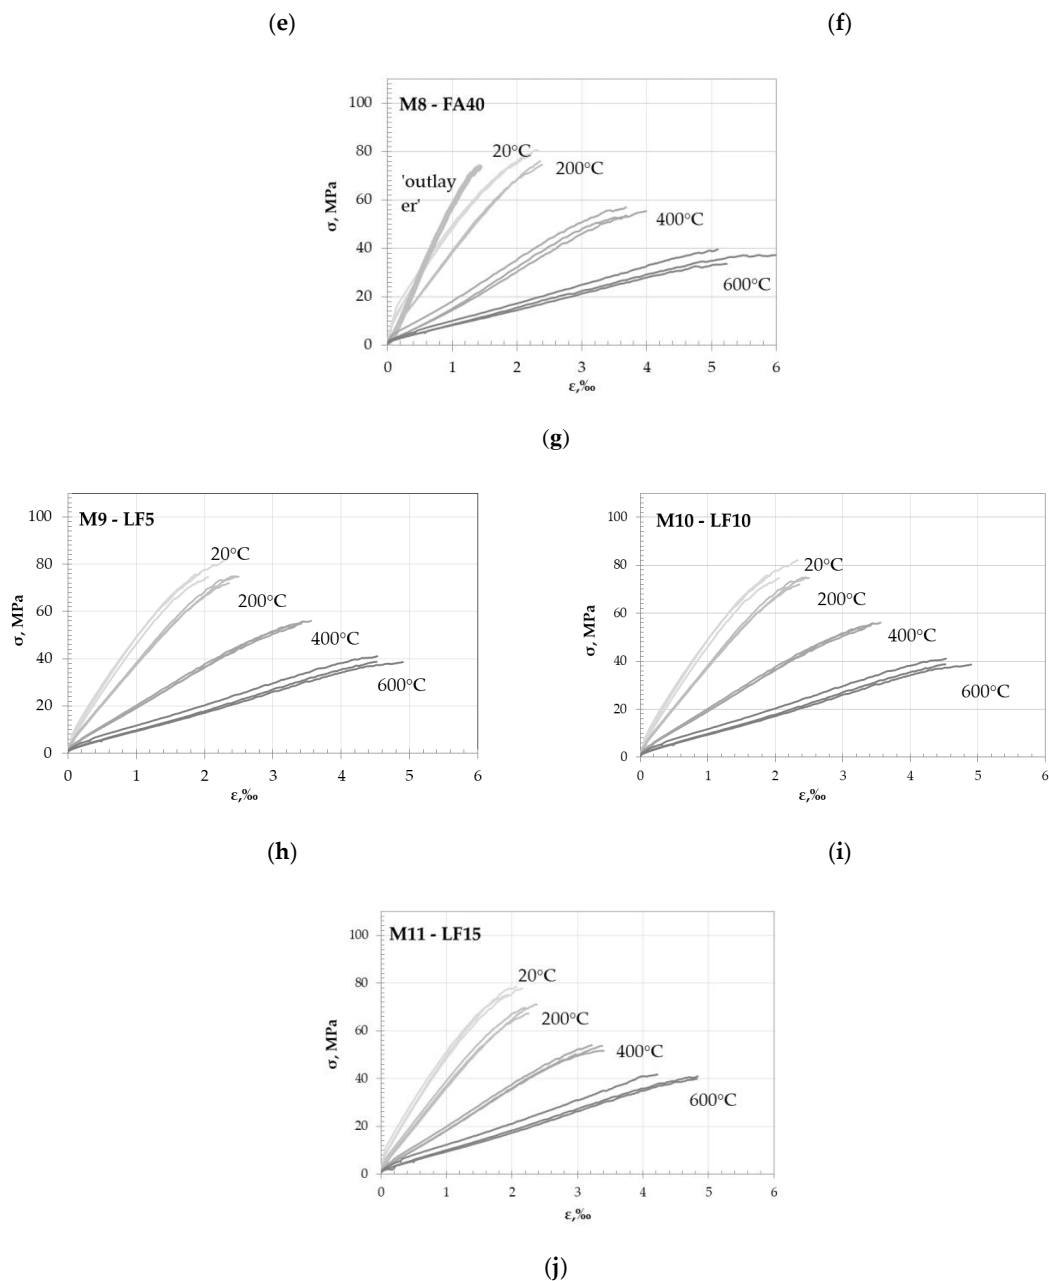 (e)
(f)
M8 - FA40
σ, MPa
100
80
60
40
20
0
20°C
200°C
'outlay
er'
400°C
600°C
0 1 2 3 4 5 6
ε,‰
(g)
M9 - LF5
σ, MPa
100
80
60
40
20
0
20°C
200°C
400°C
600°C
0 1 2 3 4 5 6
ε,‰
(h)
M10 - LF10
σ, MPa
100
80
60
40
20
0
20°C
200°C
400°C
600°C
0 1 2 3 4 5 6
ε,‰
(i)
M11 - LF15
σ, MPa
100
80
60
40
20
0
20°C
200°C
400°C
600°C
0 1 2 3 4 5 6
ε,‰
(j)